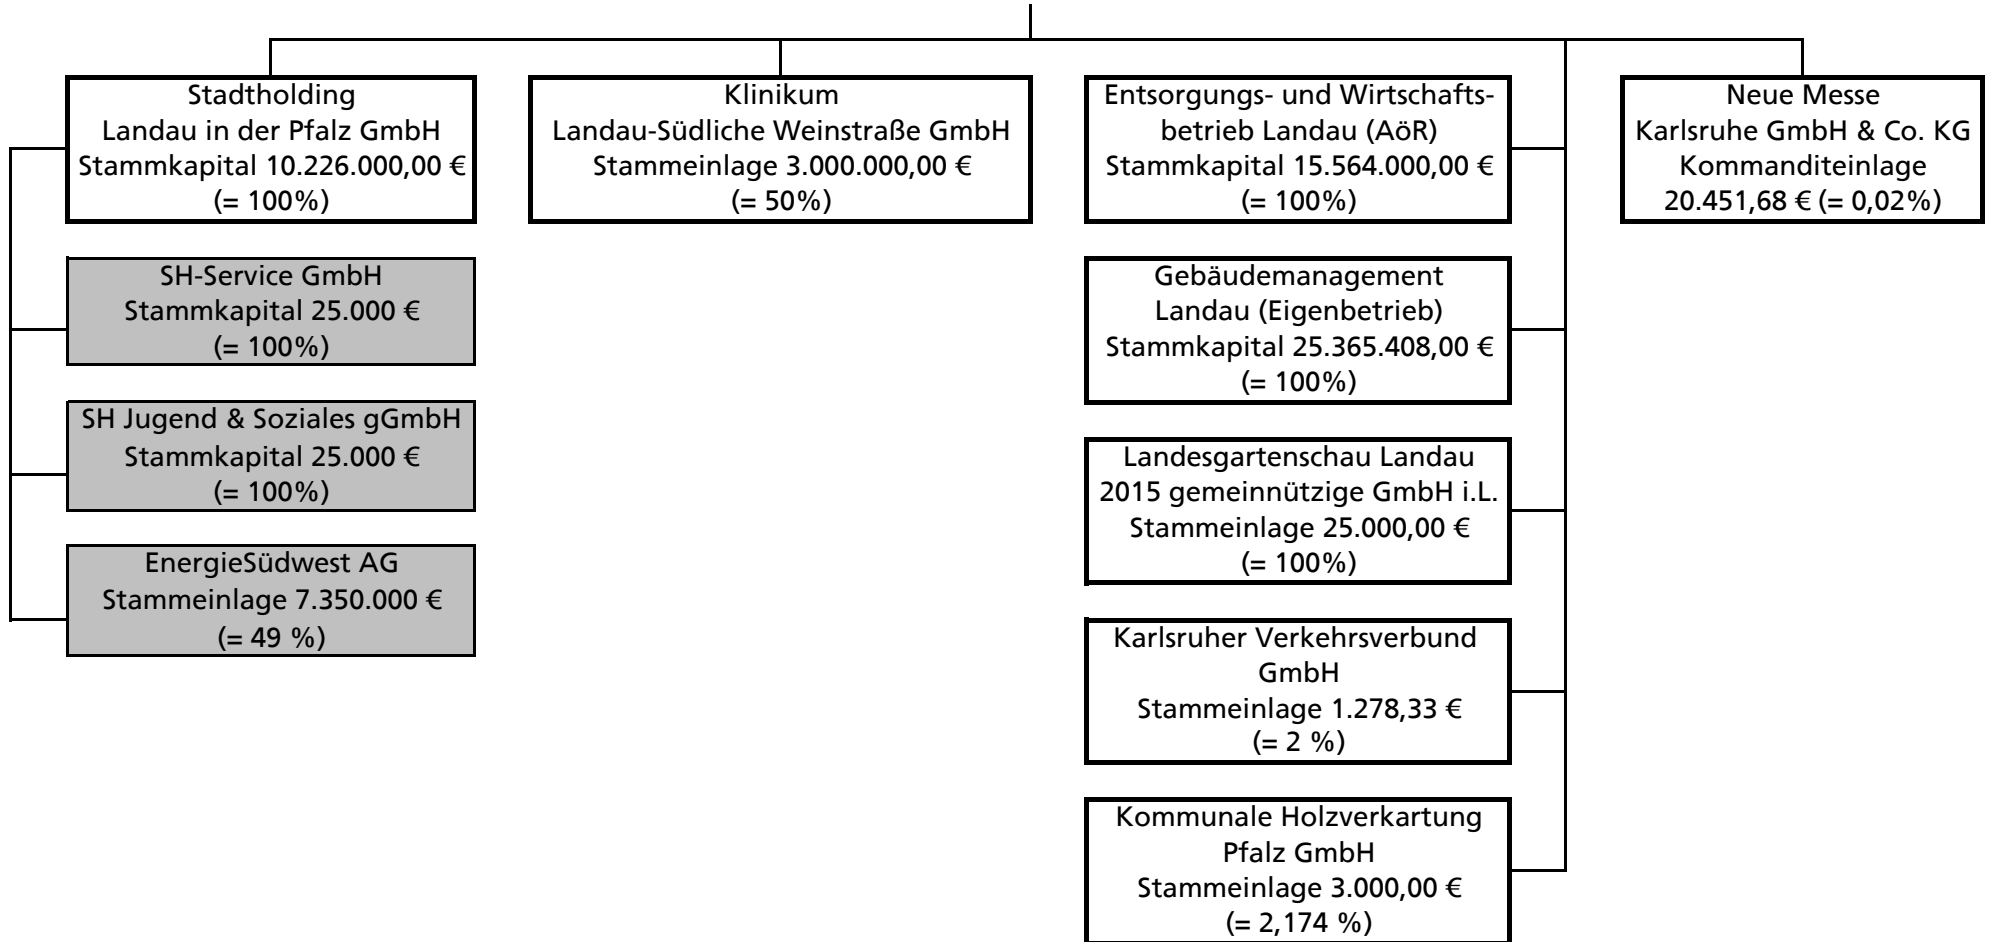 Stadtholding
Landau in der Pfalz GmbH
Stammkapital 10.226.000,00 €
(= 100%)
SH-Service GmbH
Stammkapital 25.000 €
(= 100%)
SH Jugend & Soziales gGmbH
Stammkapital 25.000 €
(= 100%)
EnergieSüdwest AG
Stammeinlage 7.350.000 €
(= 49 %)
Klinikum
Landau-Südliche Weinstraße GmbH
Stammeinlage 3.000.000,00 €
(= 50%)
Entsorgungs- und Wirtschafts-
betrieb Landau (AöR)
Stammkapital 15.564.000,00 €
(= 100%)
Gebäudemanagement
Landau (Eigenbetrieb)
Stammkapital 25.365.408,00 €
(= 100%)
Landesgartenschau Landau
2015 gemeinnützige GmbH i.L.
Stammeinlage 25.000,00 €
(= 100%)
Karlsruher Verkehrsverbund
GmbH
Stammeinlage 1.278,33 €
(= 2 %)
Kommunale Holzverkartung
Pfalz GmbH
Stammeinlage 3.000,00 €
(= 2,174 %)
Neue Messe
Karlsruhe GmbH & Co. KG
Kommanditeinlage
20.451,68 € (= 0,02%)